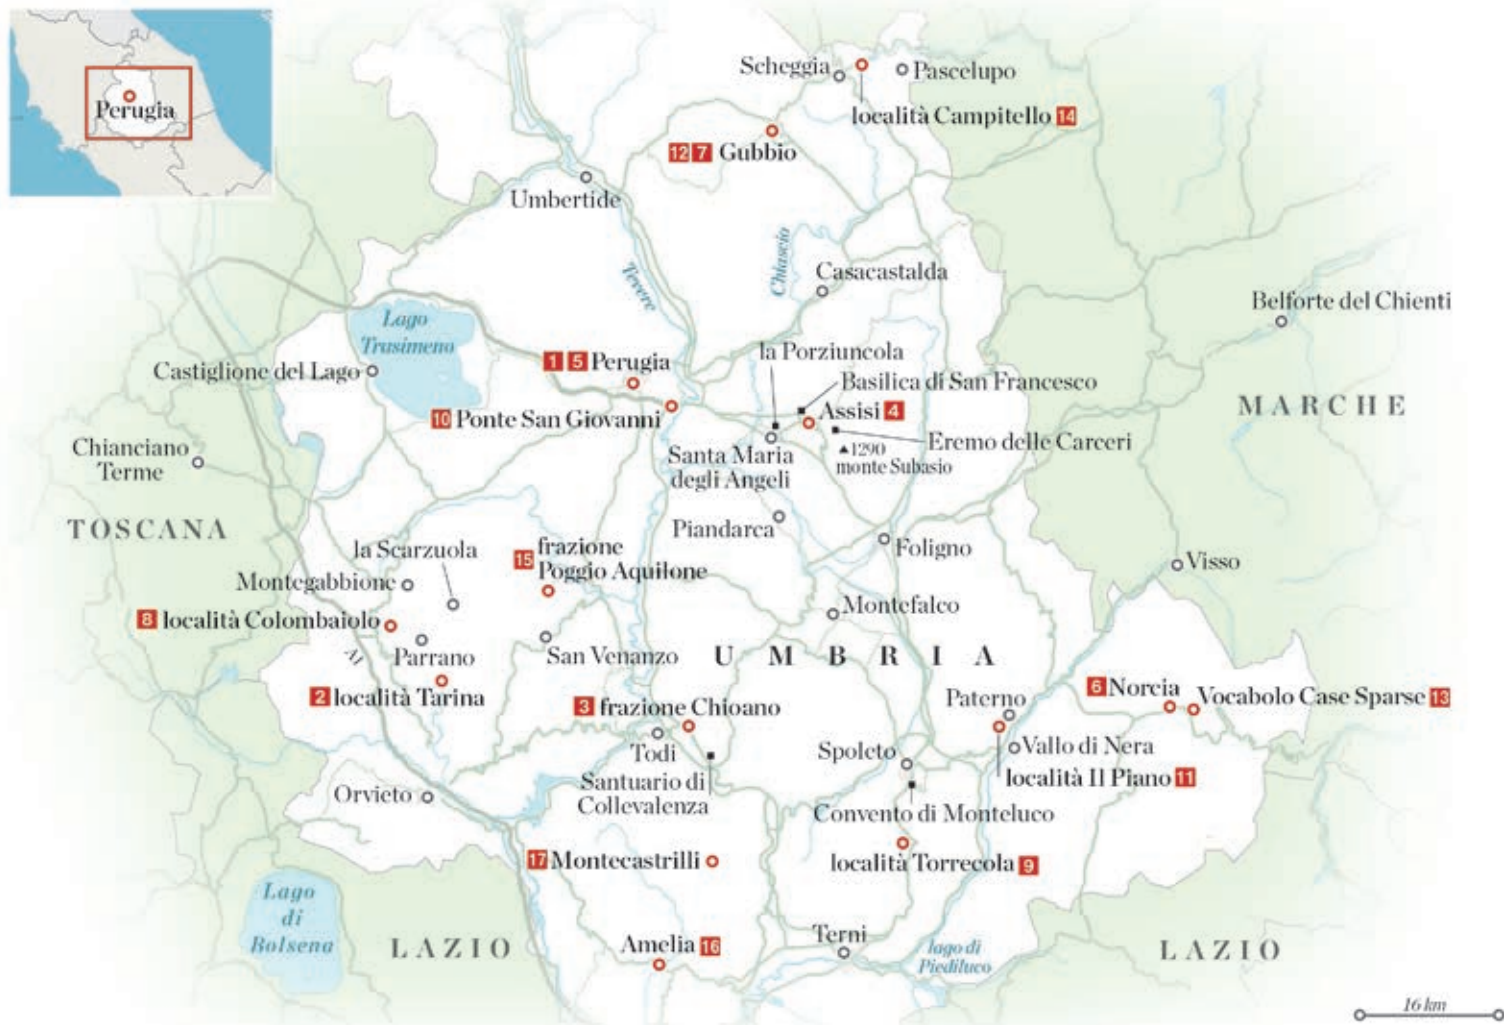 Perugia
Scheggia
Pascelupo
località Campitello 14
12 7 Gubbio
Umbertide
Tevere
Chiascio
Casacastalda
Belforte del Chienti
Lago
Trasimeno
Castiglione del Lago
1 5 Perugia
la Porziuncola
Basilica di San Francesco
10 Ponte San Giovanni
Assisi 4
MARCHE
Chianciano
Terme
Santa Maria
degli Angeli
Eremo delle Carceri
1290
monte Subasio
TOSCANA
Piandarca
Foligno
la Scarzuola
15 frazione
Poggio Aquilone
Visso
Montegabbione
Montefalco
8 località Colombaiolo
A1
Parrano
San Venanzo
UMBRIA
2 località Tarina
3 frazione Chioano
Paterno
6 Norcia
Vocabolo Case Sparse 13
Todi
Spoleto
Vallo di Nera
località Il Piano 11
Santuario di
Collevalenza
Orvieto
Convento di Monteluco
17 Montecastrilli
località Torrecola 9
Lago
di
Bolsena
LAZIO
Amelia 16
Terni
lago di
Piediluco
LAZIO
16 km